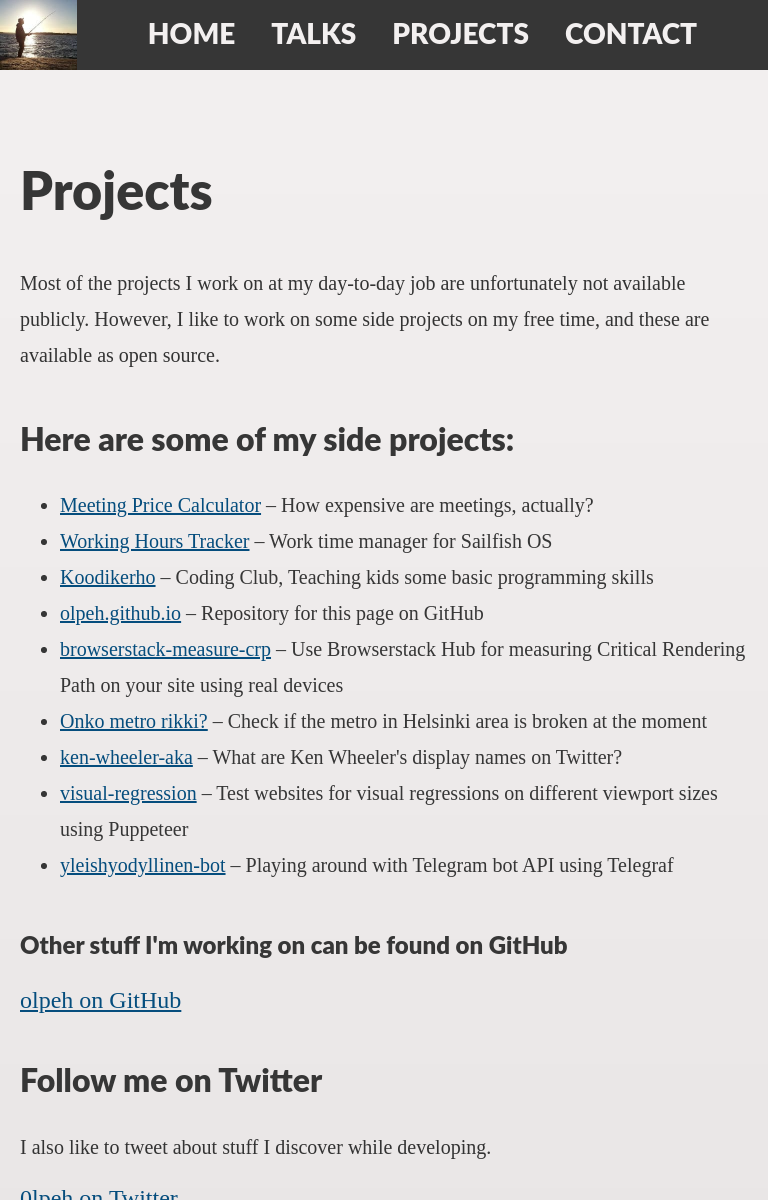 HOME TALKS PROJECTS CONTACT
Projects
Most of the projects I work on at my day-to-day job are unfortunately not available
publicly. However, I like to work on some side projects on my free time, and these are
available as open source.
Here are some of my side projects:
• Meeting Price Calculator – How expensive are meetings, actually?
• Working Hours Tracker – Work time manager for Sailfish OS
• Koodikerho – Coding Club, Teaching kids some basic programming skills
• olpeh.github.io – Repository for this page on GitHub
• browserstack-measure-crp – Use Browserstack Hub for measuring Critical Rendering
Path on your site using real devices
• Onko metro rikki? – Check if the metro in Helsinki area is broken at the moment
• ken-wheeler-aka – What are Ken Wheeler's display names on Twitter?
• visual-regression – Test websites for visual regressions on different viewport sizes
using Puppeteer
• yleishyodyllinen-bot – Playing around with Telegram bot API using Telegraf
Other stuff I'm working on can be found on GitHub
olpeh on GitHub
Follow me on Twitter
I also like to tweet about stuff I discover while developing.
0lpeh on Twitter